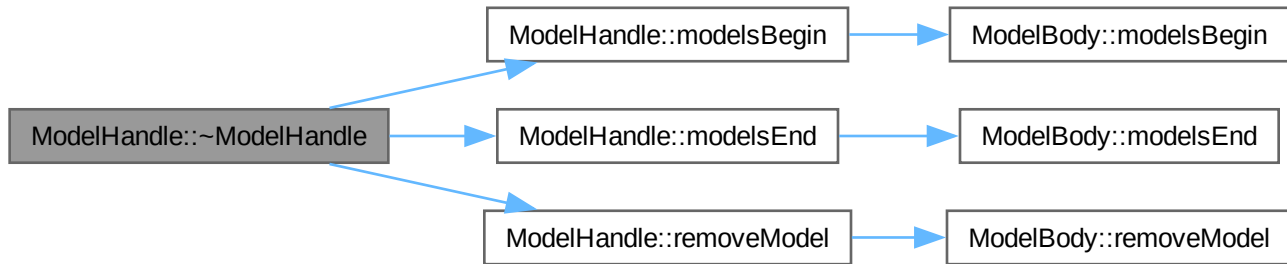 ModelHandle::modelsBegin
ModelBody::modelsBegin
ModelHandle::~ModelHandle
ModelHandle::modelsEnd
ModelBody::modelsEnd
ModelHandle::removeModel
ModelBody::removeModel